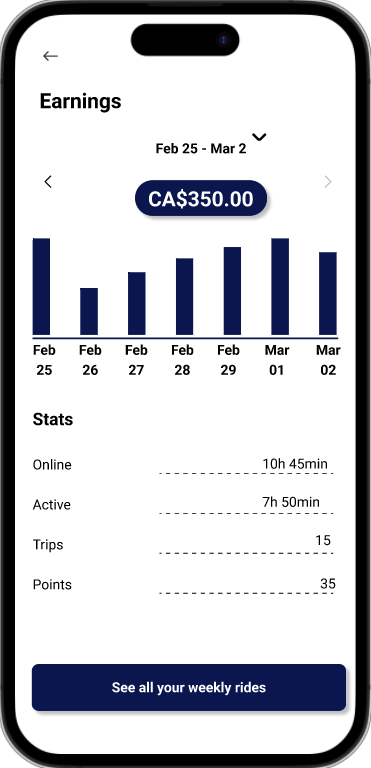 Earnings
Feb 25 - Mar 2
CA$350.00
Feb Feb Feb Feb Feb Mar Mar
25 26 27 28 29 01 02
Stats
Online 10h 45min
Active 7h 50min
Trips 15
Points 35
See all your weekly rides